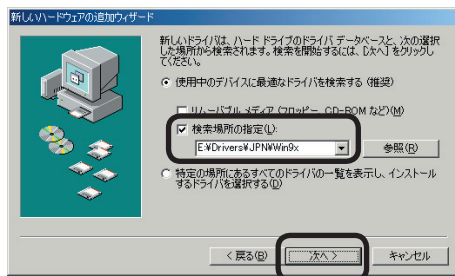 新しいハードウェアの追加ウィザード
新しいドライバは、ハード ドライブのドライバ データベースと、次の選択
した場所から検索されます。検索を開始するには、[次へ] をクリックし
てください。
使用中のデバイスに最適なドライバを検索する (推奨)
リムーバブル メディア (フロッピー、CD-ROM など)(M)
検索場所の指定(L):
E:¥Drivers¥JPN¥Win9x
参照(R)
特定の場所にあるすべてのドライバの一覧を表示し、インストール
するドライバを選択する(D)
< 戻る(B)
次へ >
キャンセル